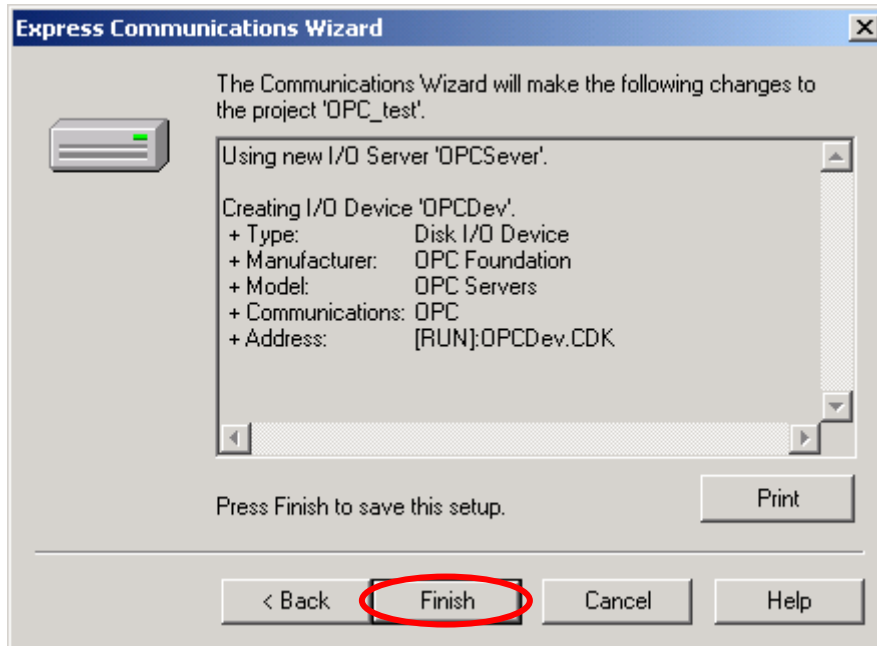 Express Communications Wizard
The Communications Wizard will make the following changes to
the project 'OPC_test'.
Using new I/O Server 'OPCSever'.
Creating I/O Device 'OPCDev'.
+ Type: Disk I/O Device
+ Manufacturer: OPC Foundation
+ Model: OPC Servers
+ Communications: OPC
+ Address: [RUN]:OPCDev.CDK
Press Finish to save this setup.
Print
< Back Finish Cancel Help